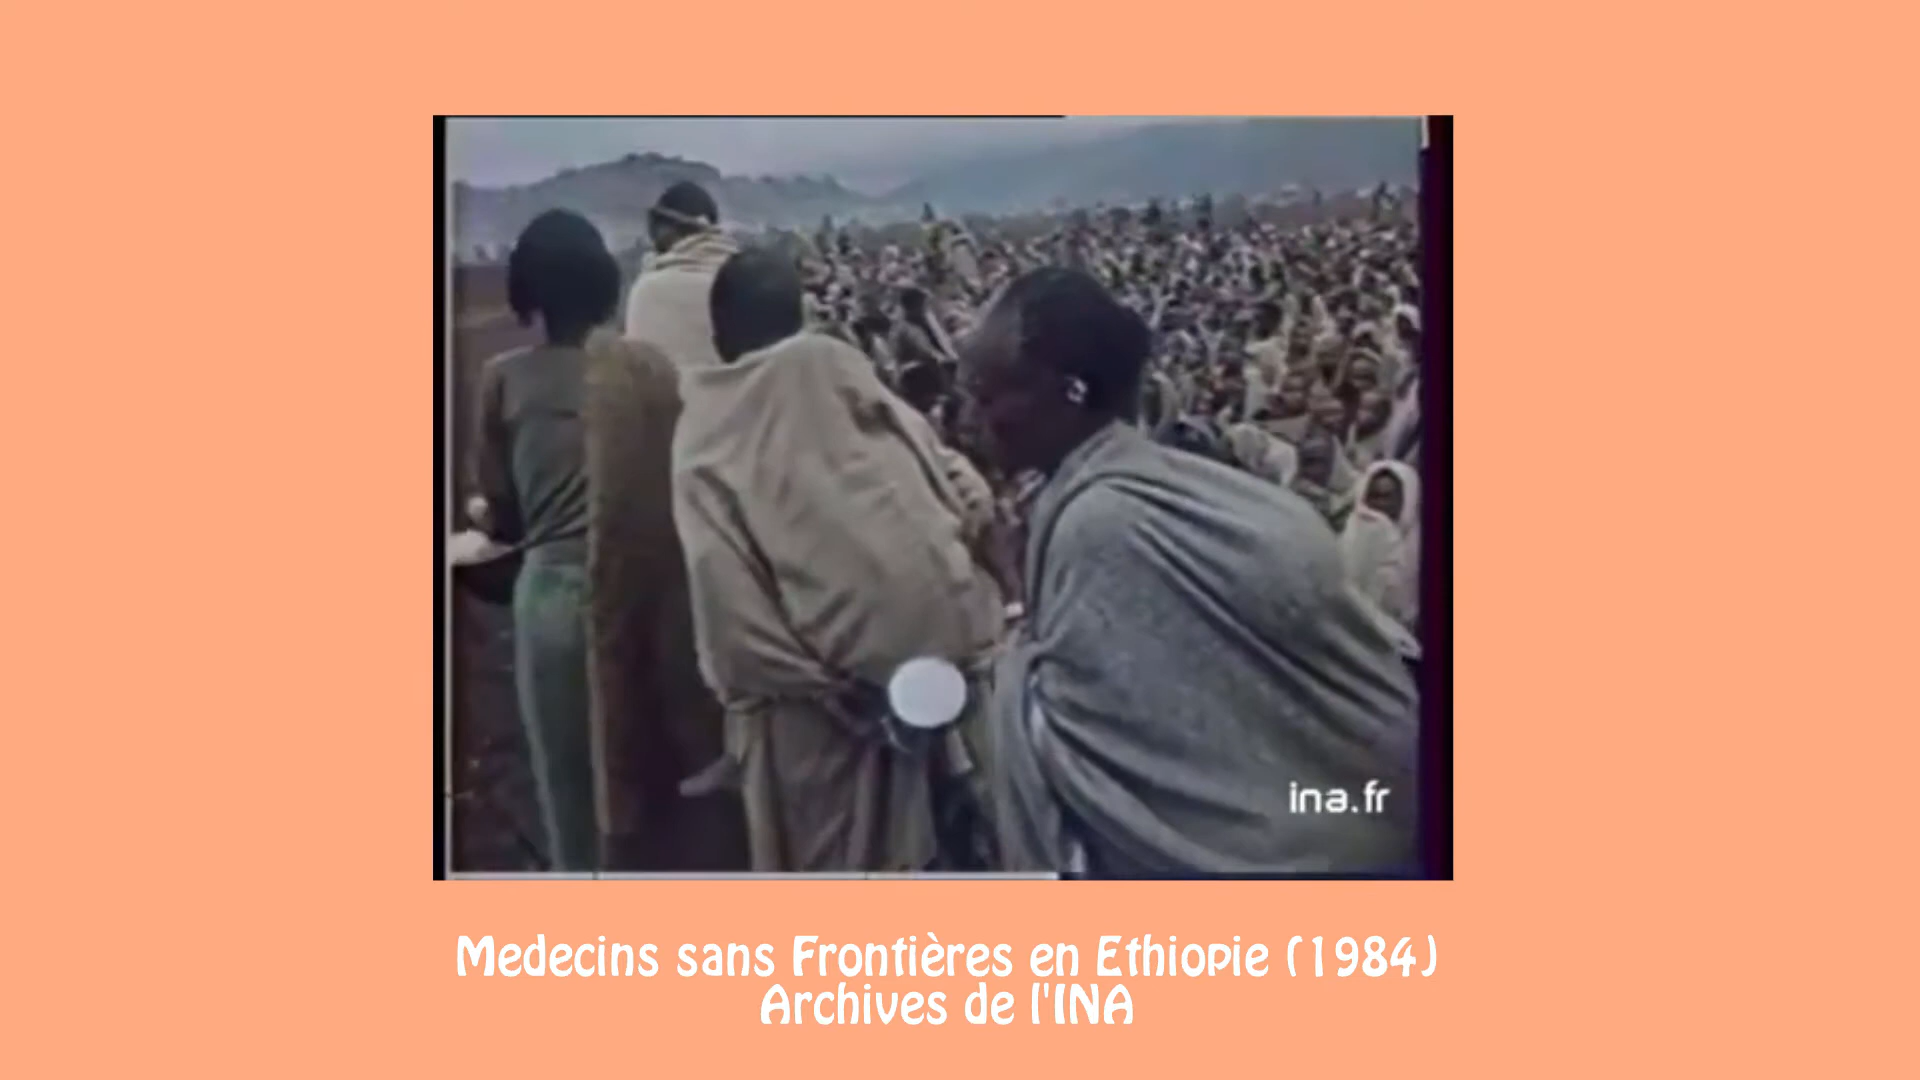 ina.fr
Medecins sans Frontières en Ethiopie (1984)
Archives de l'INA